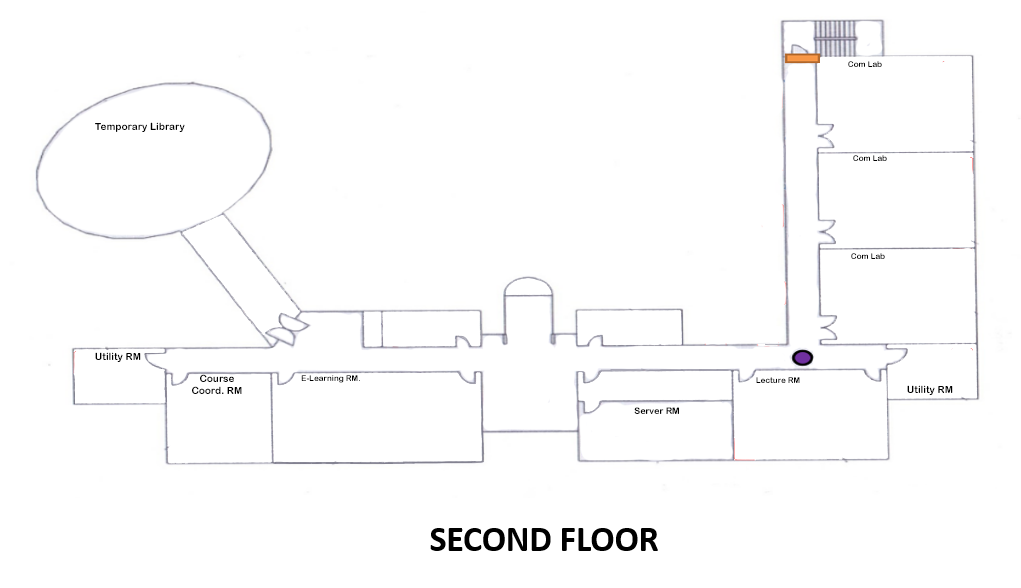 Com Lab
Temporary Library
Com Lab
Com Lab
Utility RM
Course
Coord. RM
E-Learning RM.
Lecture RM
Utility RM
Server RM
SECOND FLOOR